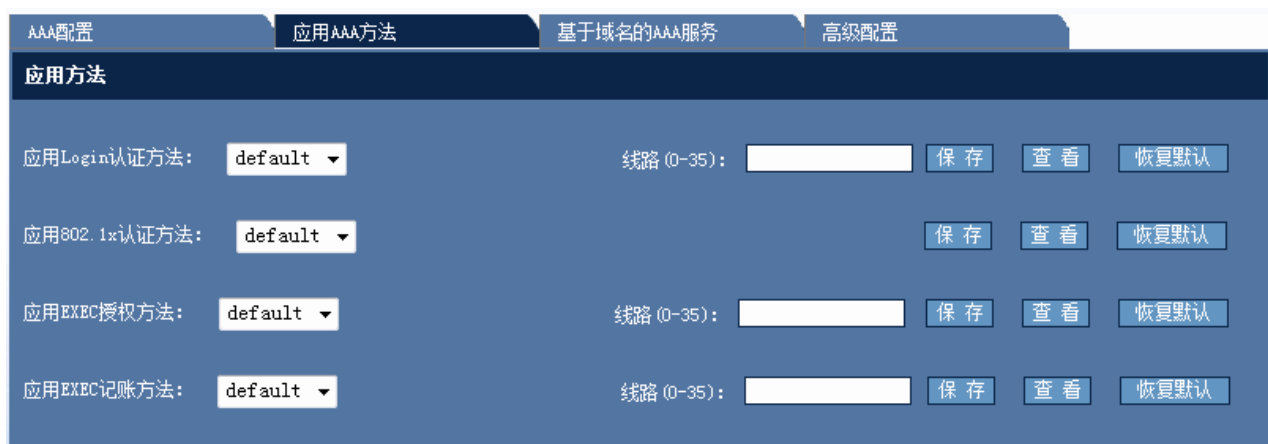 AAA配置 应用AAA方法 基于域名的AAA服务 高级配置
应用方法
应用Login认证方法: default 线路(0-35): 保 存 查 看 恢复默认
应用802.1x认证方法: default 保 存 查 看 恢复默认
应用EXEC授权方法: default 线路(0-35): 保 存 查 看 恢复默认
应用EXEC记账方法: default 线路(0-35): 保 存 查 看 恢复默认